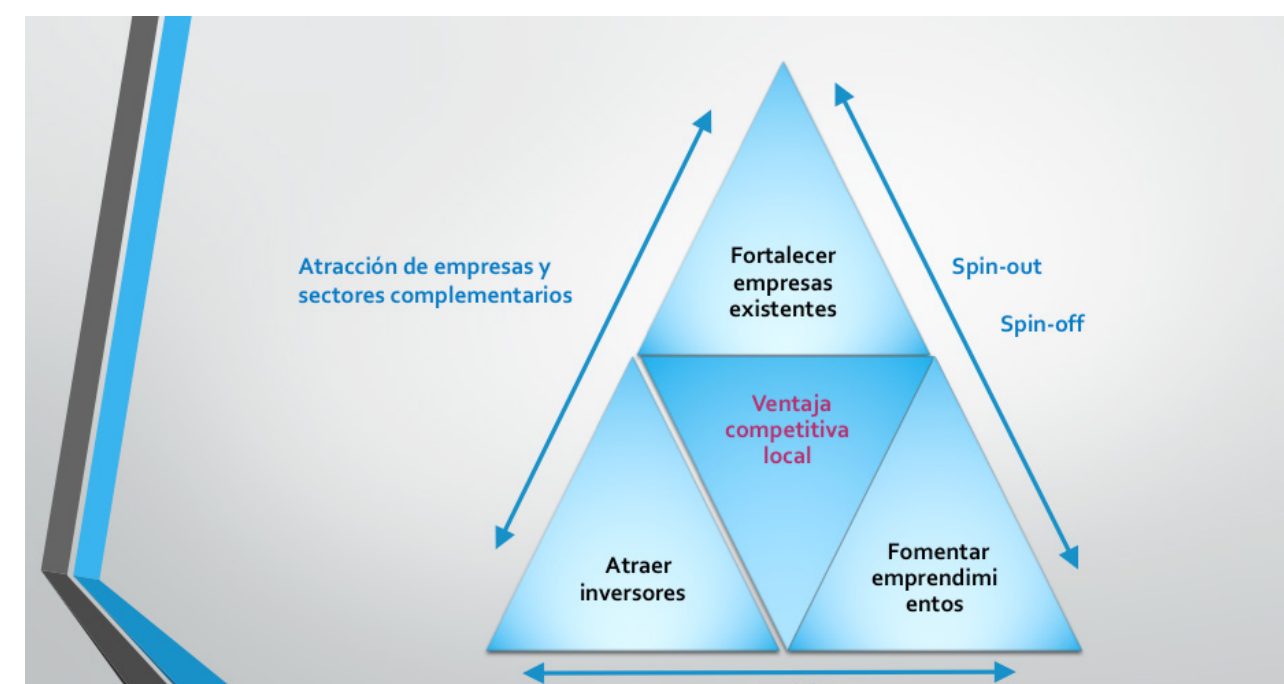 Fortalecer
empresas
existentes
Atracción de empresas y
sectores complementarios
Spin-out
Spin-off
Ventaja
competitiva
local
Atraer
inversores
Fomentar
emprendimi
entos